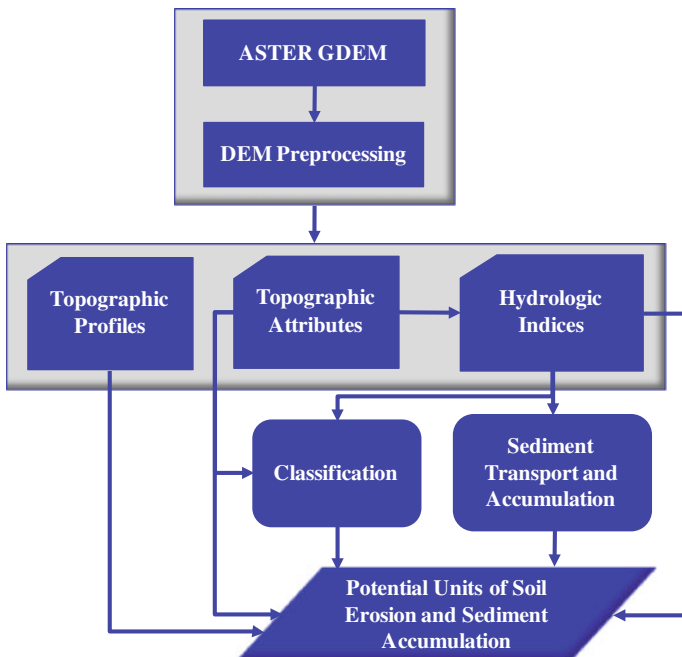 ASTER GDEM
DEM Preprocessing
Topographic
Profiles
Topographic
Attributes
Hydrologic
Indices
Classification
Sediment
Transport and
Accumulation
Potential Units of Soil
Erosion and Sediment
Accumulation